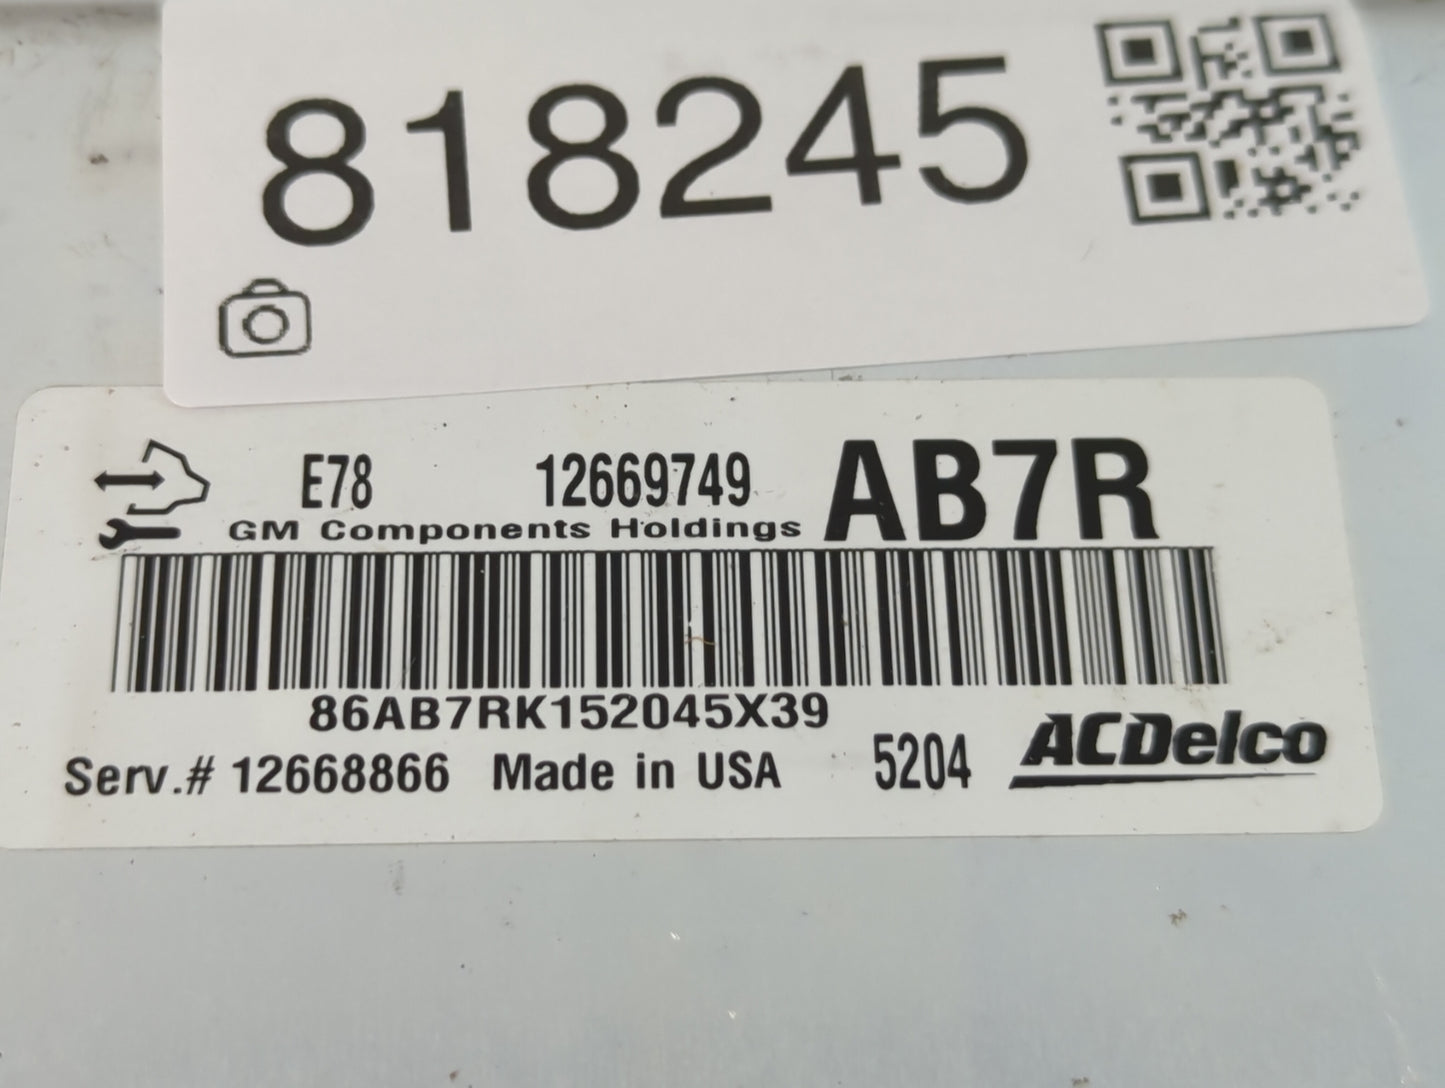 818245
E78 12669749 AB7R
GM Components Holdings
86AB7RK152045X39
Serv.# 12668866 Made in USA 5204 ACDelco